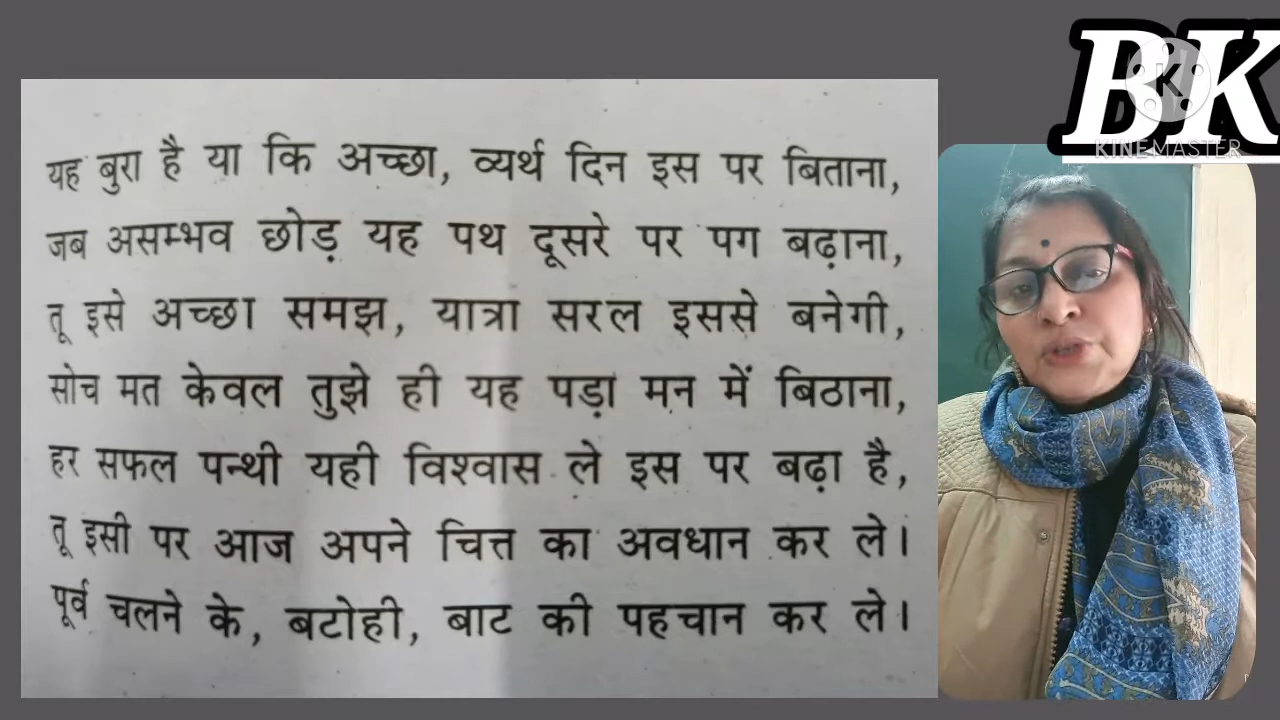 BK
KINEMASTER
यह बुरा है या कि अच्छा, व्यर्थ दिन इस पर बिताना,
जब असम्भव छोड़ यह पथ दूसरे पर पग बढ़ाना,
तू इसे अच्छा समझ, यात्रा सरल इससे बनेगी,
सोच मत केवल तुझे ही यह पड़ा मन में बिठाना,
हर सफल पन्थी यही विश्वास ले इस पर बढ़ा है,
तू इसी पर आज अपने चित्त का अवधान कर ले।
पूर्व चलने के, बटोही, बाट की पहचान कर ले।